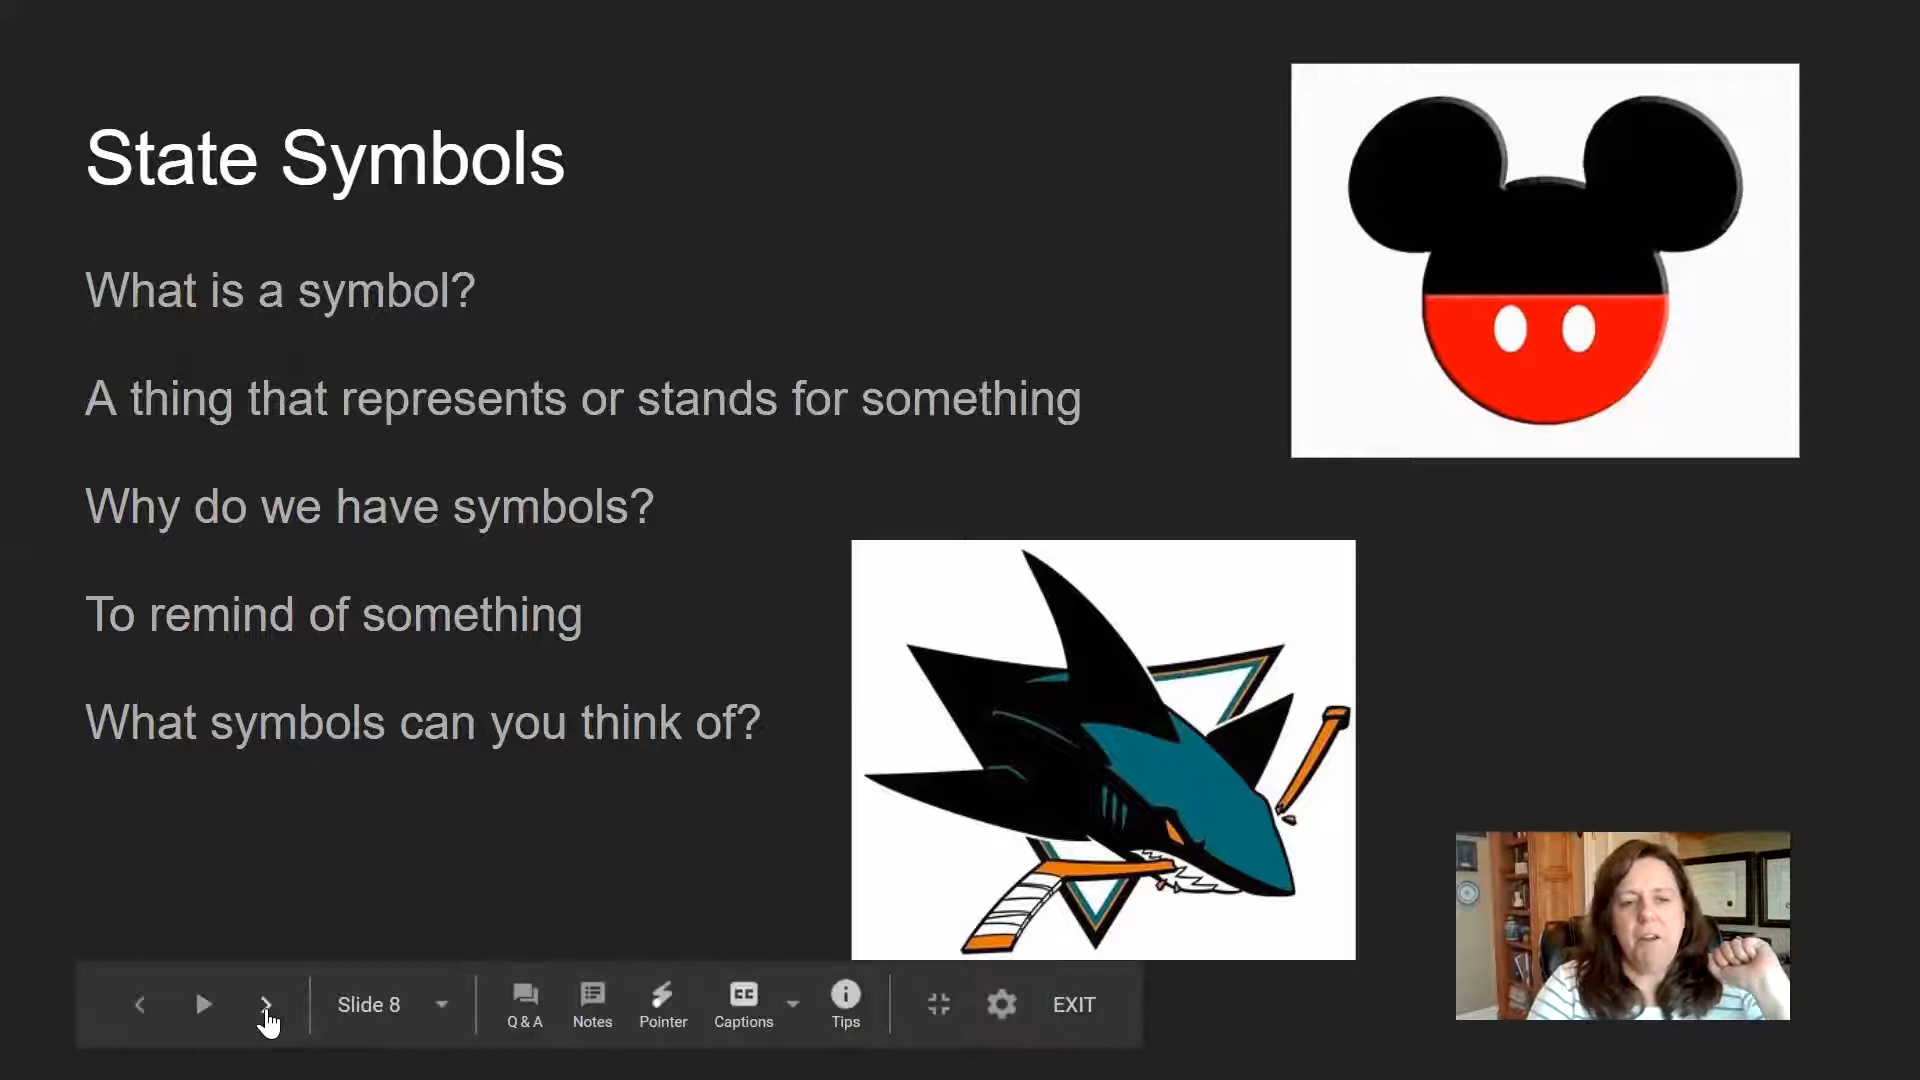 State Symbols
What is a symbol?
A thing that represents or stands for something
Why do we have symbols?
To remind of something
What symbols can you think of?
Slide 8
Q & A
Notes
Pointer
CC
Captions
Tips
EXIT